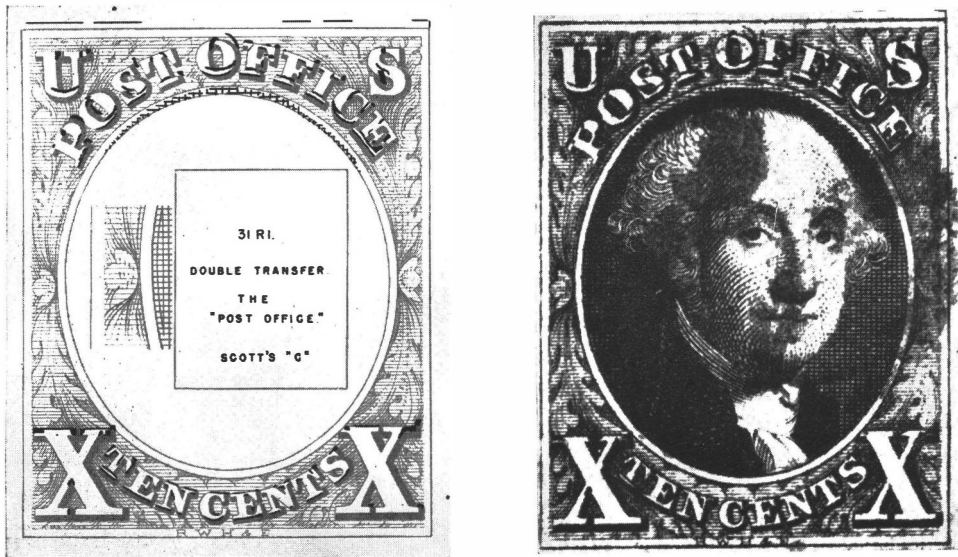 U S
POST OFFICE
31 R1.
DOUBLE TRANSFER
THE
"POST OFFICE."
SCOTT'S "G"
X X
TEN CENTS
R W H & E
U S
POST OFFICE
X X
TEN CENTS